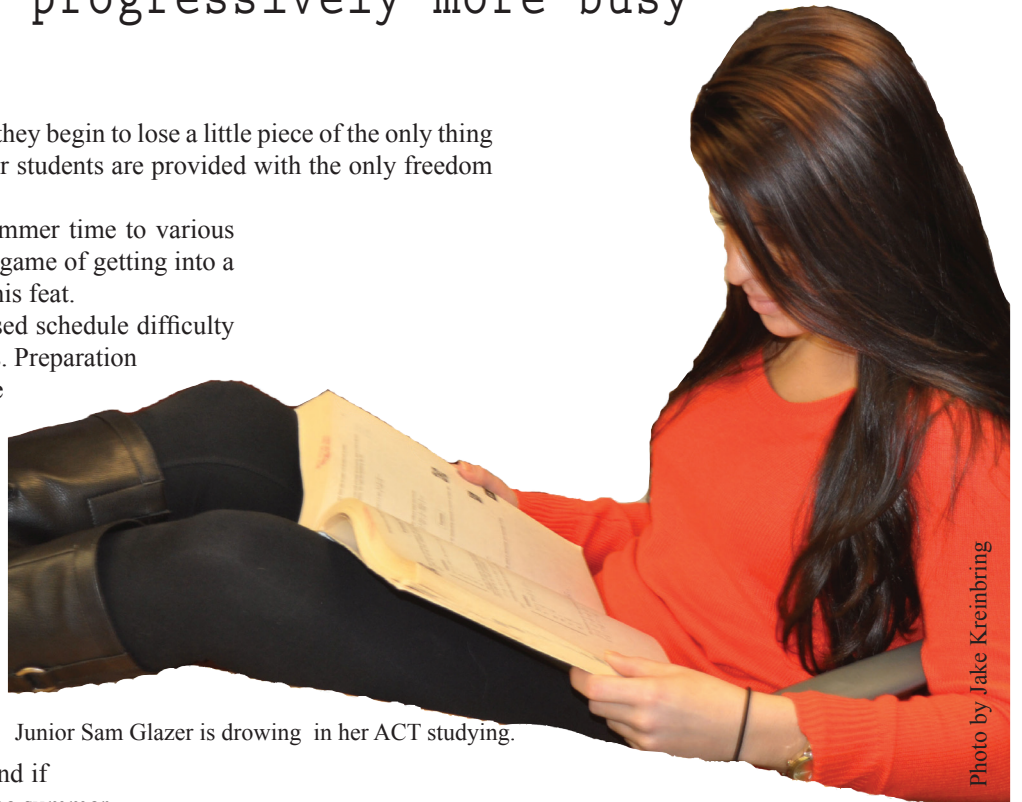 progressively more busy
they begin to lose a little piece of the only thing
r students are provided with the only freedom
mmer time to various
game of getting into a
his feat.
sed schedule difficulty
. Preparation
e
Junior Sam Glazer is drowing in her ACT studying.
nd if
Photo by Jake Kreinbring